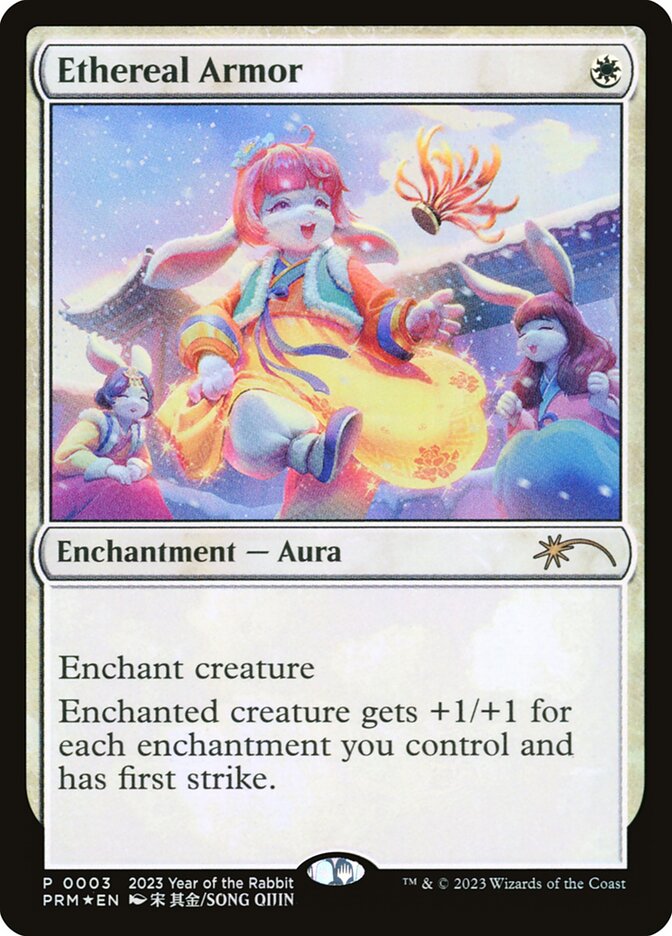 Ethereal Armor
Enchantment — Aura
Enchant creature
Enchanted creature gets +1/+1 for
each enchantment you control and
has first strike.
P 0003 2023 Year of the Rabbit
PRM★EN 宋 其金/SONG QIJIN
™ & © 2023 Wizards of the Coast